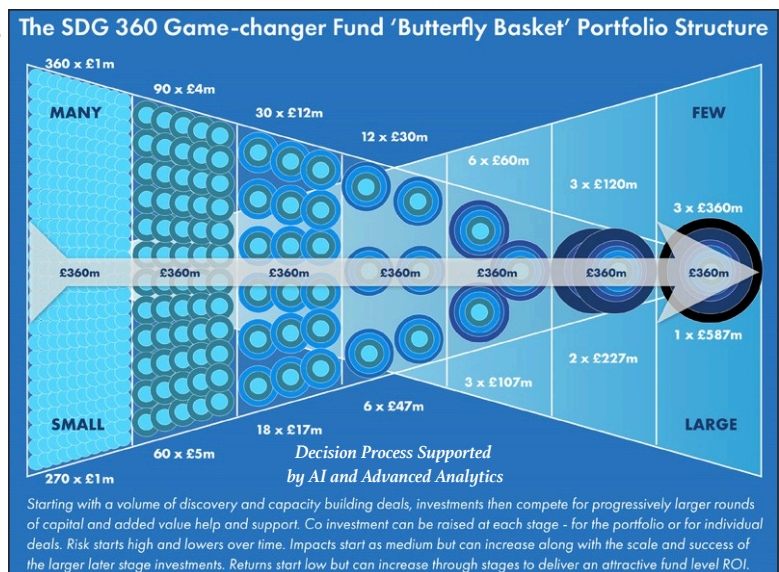 The SDG 360 Game-changer Fund 'Butterfly Basket' Portfolio Structure
360 x £1m
90 x £4m
30 x £12m
12 x £30m
6 x £60m
3 x £120m
3 x £360m
MANY
FEW
£360m
£360m
£360m
£360m
£360m
£360m
£360m
SMALL
LARGE
270 x £1m
60 x £5m
18 x £17m
6 x £47m
3 x £107m
2 x £227m
1 x £587m
Decision Process Supported
by AI and Advanced Analytics
Starting with a volume of discovery and capacity building deals, investments then compete for progressively larger rounds
of capital and added value help and support. Co investment can be raised at each stage - for the portfolio or for individual
deals. Risk starts high and lowers over time. Impacts start as medium but can increase along with the scale and success of
the larger later stage investments. Returns start low but can increase through stages to deliver an attractive fund level ROI.